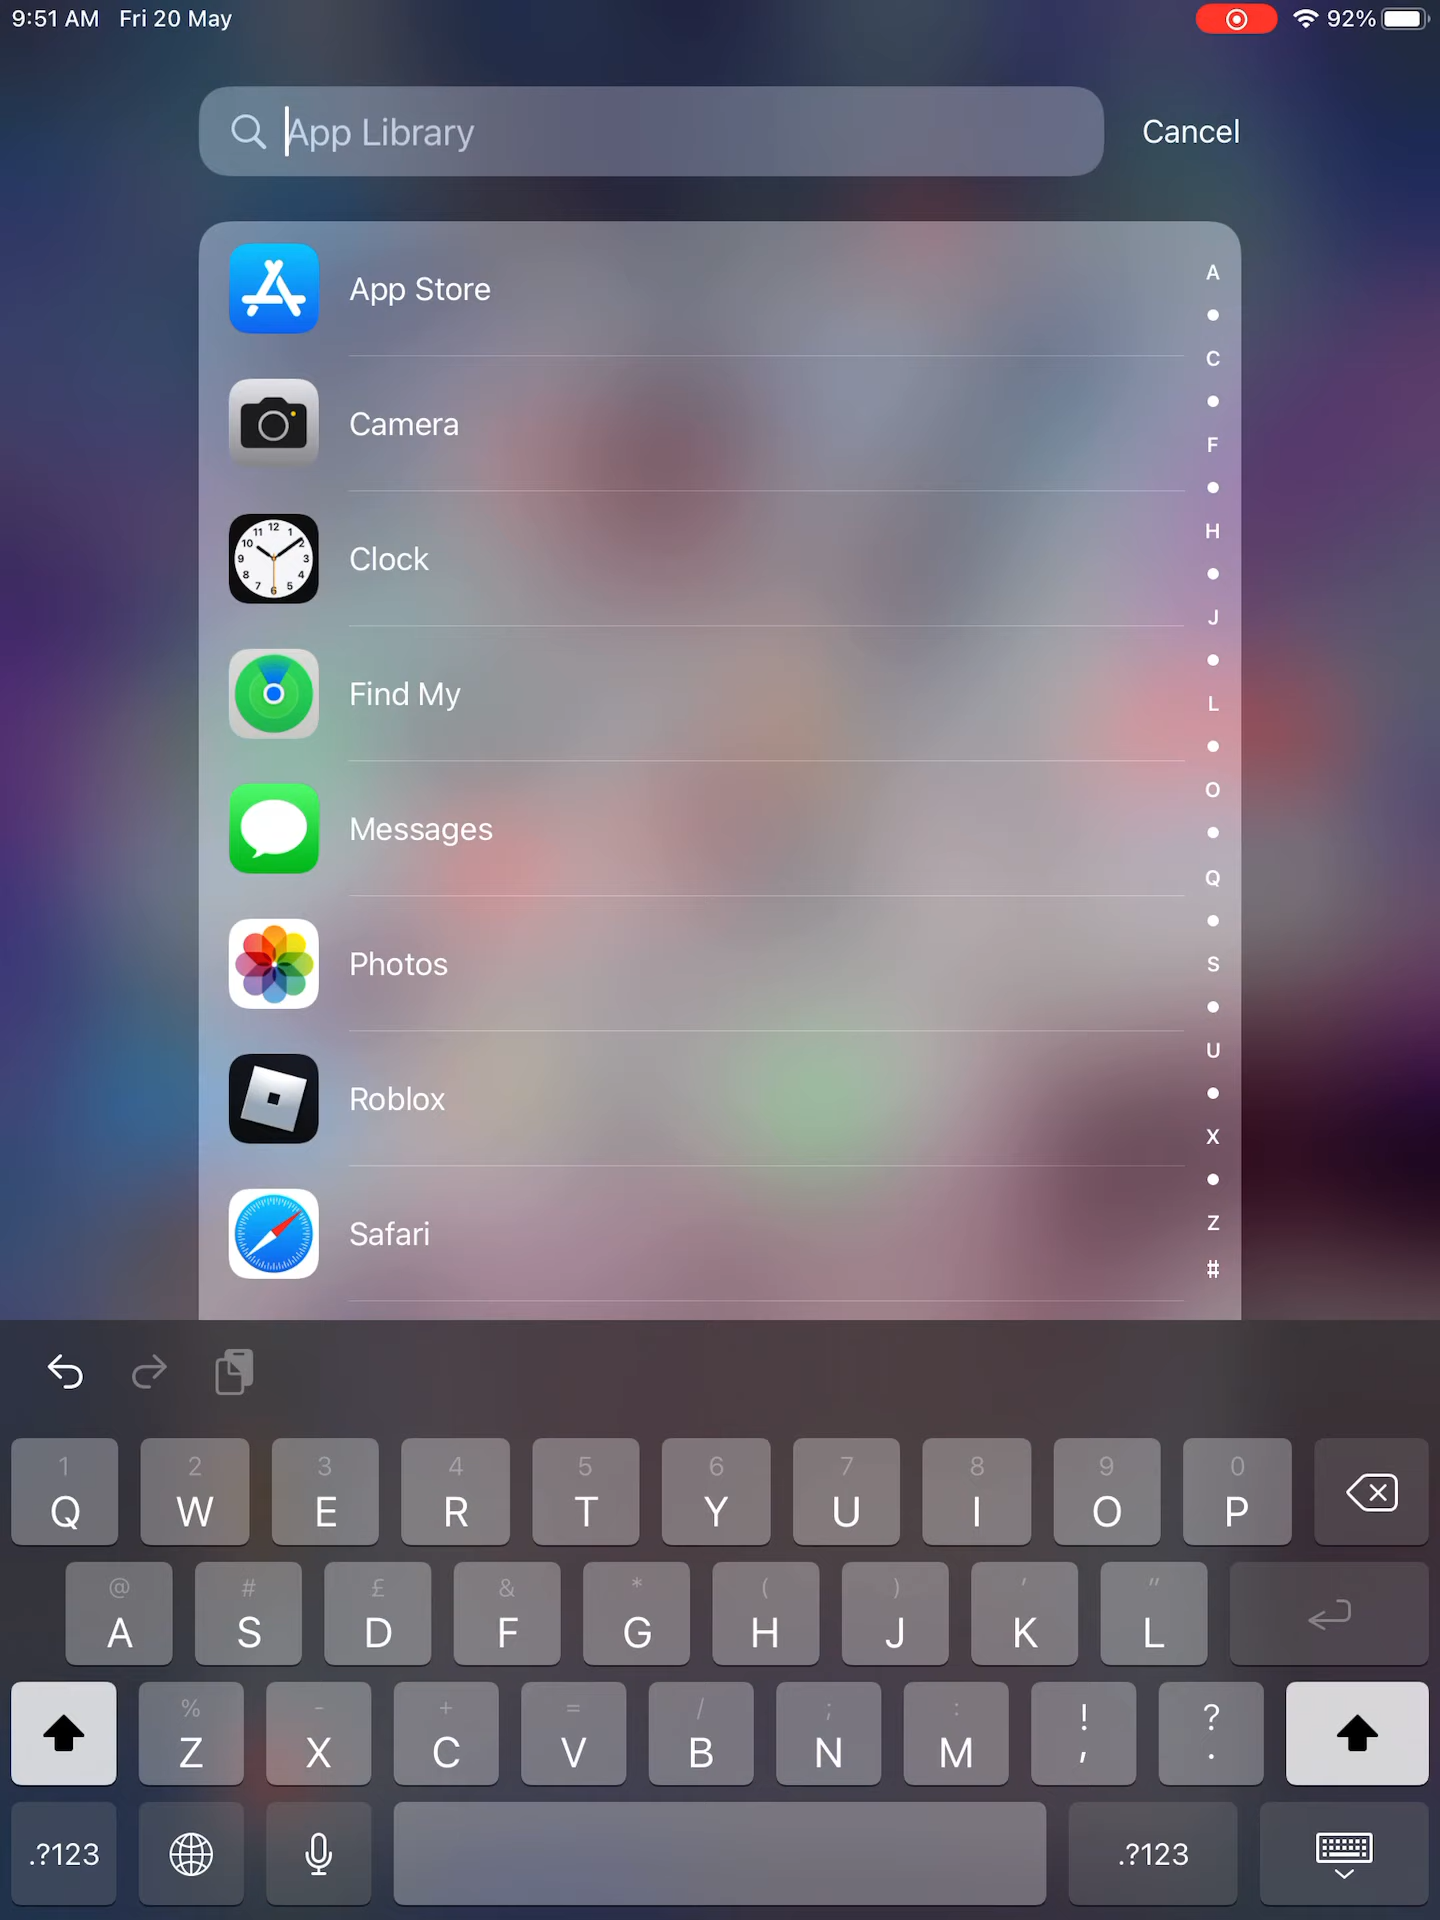 9:51 AM Fri 20 May 92%
App Library Cancel
App Store
Camera
Clock
Find My
Messages
Photos
Roblox
Safari
A
C
F
H
J
L
O
Q
S
U
X
Z
#
1 2 3 4 5 6 7 8 9 0
Q W E R T Y U I O P
@ # £ & * ( ) ' "
A S D F G H J K L
% - + = / ; : ! ?
Z X C V B N M , .
.?123 .?123